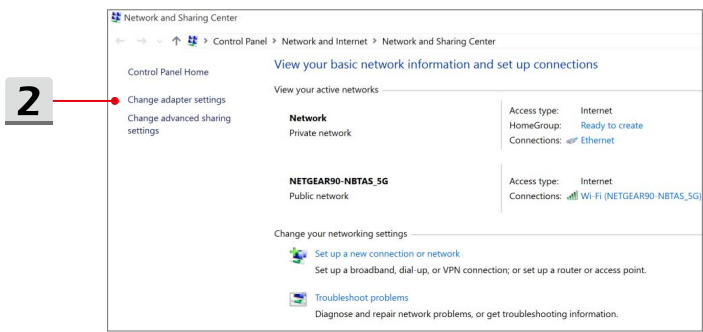 Network and Sharing Center
Control Panel > Network and Internet > Network and Sharing Center
Control Panel Home
2
Change adapter settings
Change advanced sharing
settings
View your basic network information and set up connections
View your active networks
Network
Private network
Access type: Internet
HomeGroup: Ready to create
Connections: Ethernet
NETGEAR90-NBTAS_5G
Public network
Access type: Internet
Connections: Wi-Fi (NETGEAR90-NBTAS_5G)
Change your networking settings
Set up a new connection or network
Set up a broadband, dial-up, or VPN connection; or set up a router or access point.
Troubleshoot problems
Diagnose and repair network problems, or get troubleshooting information.